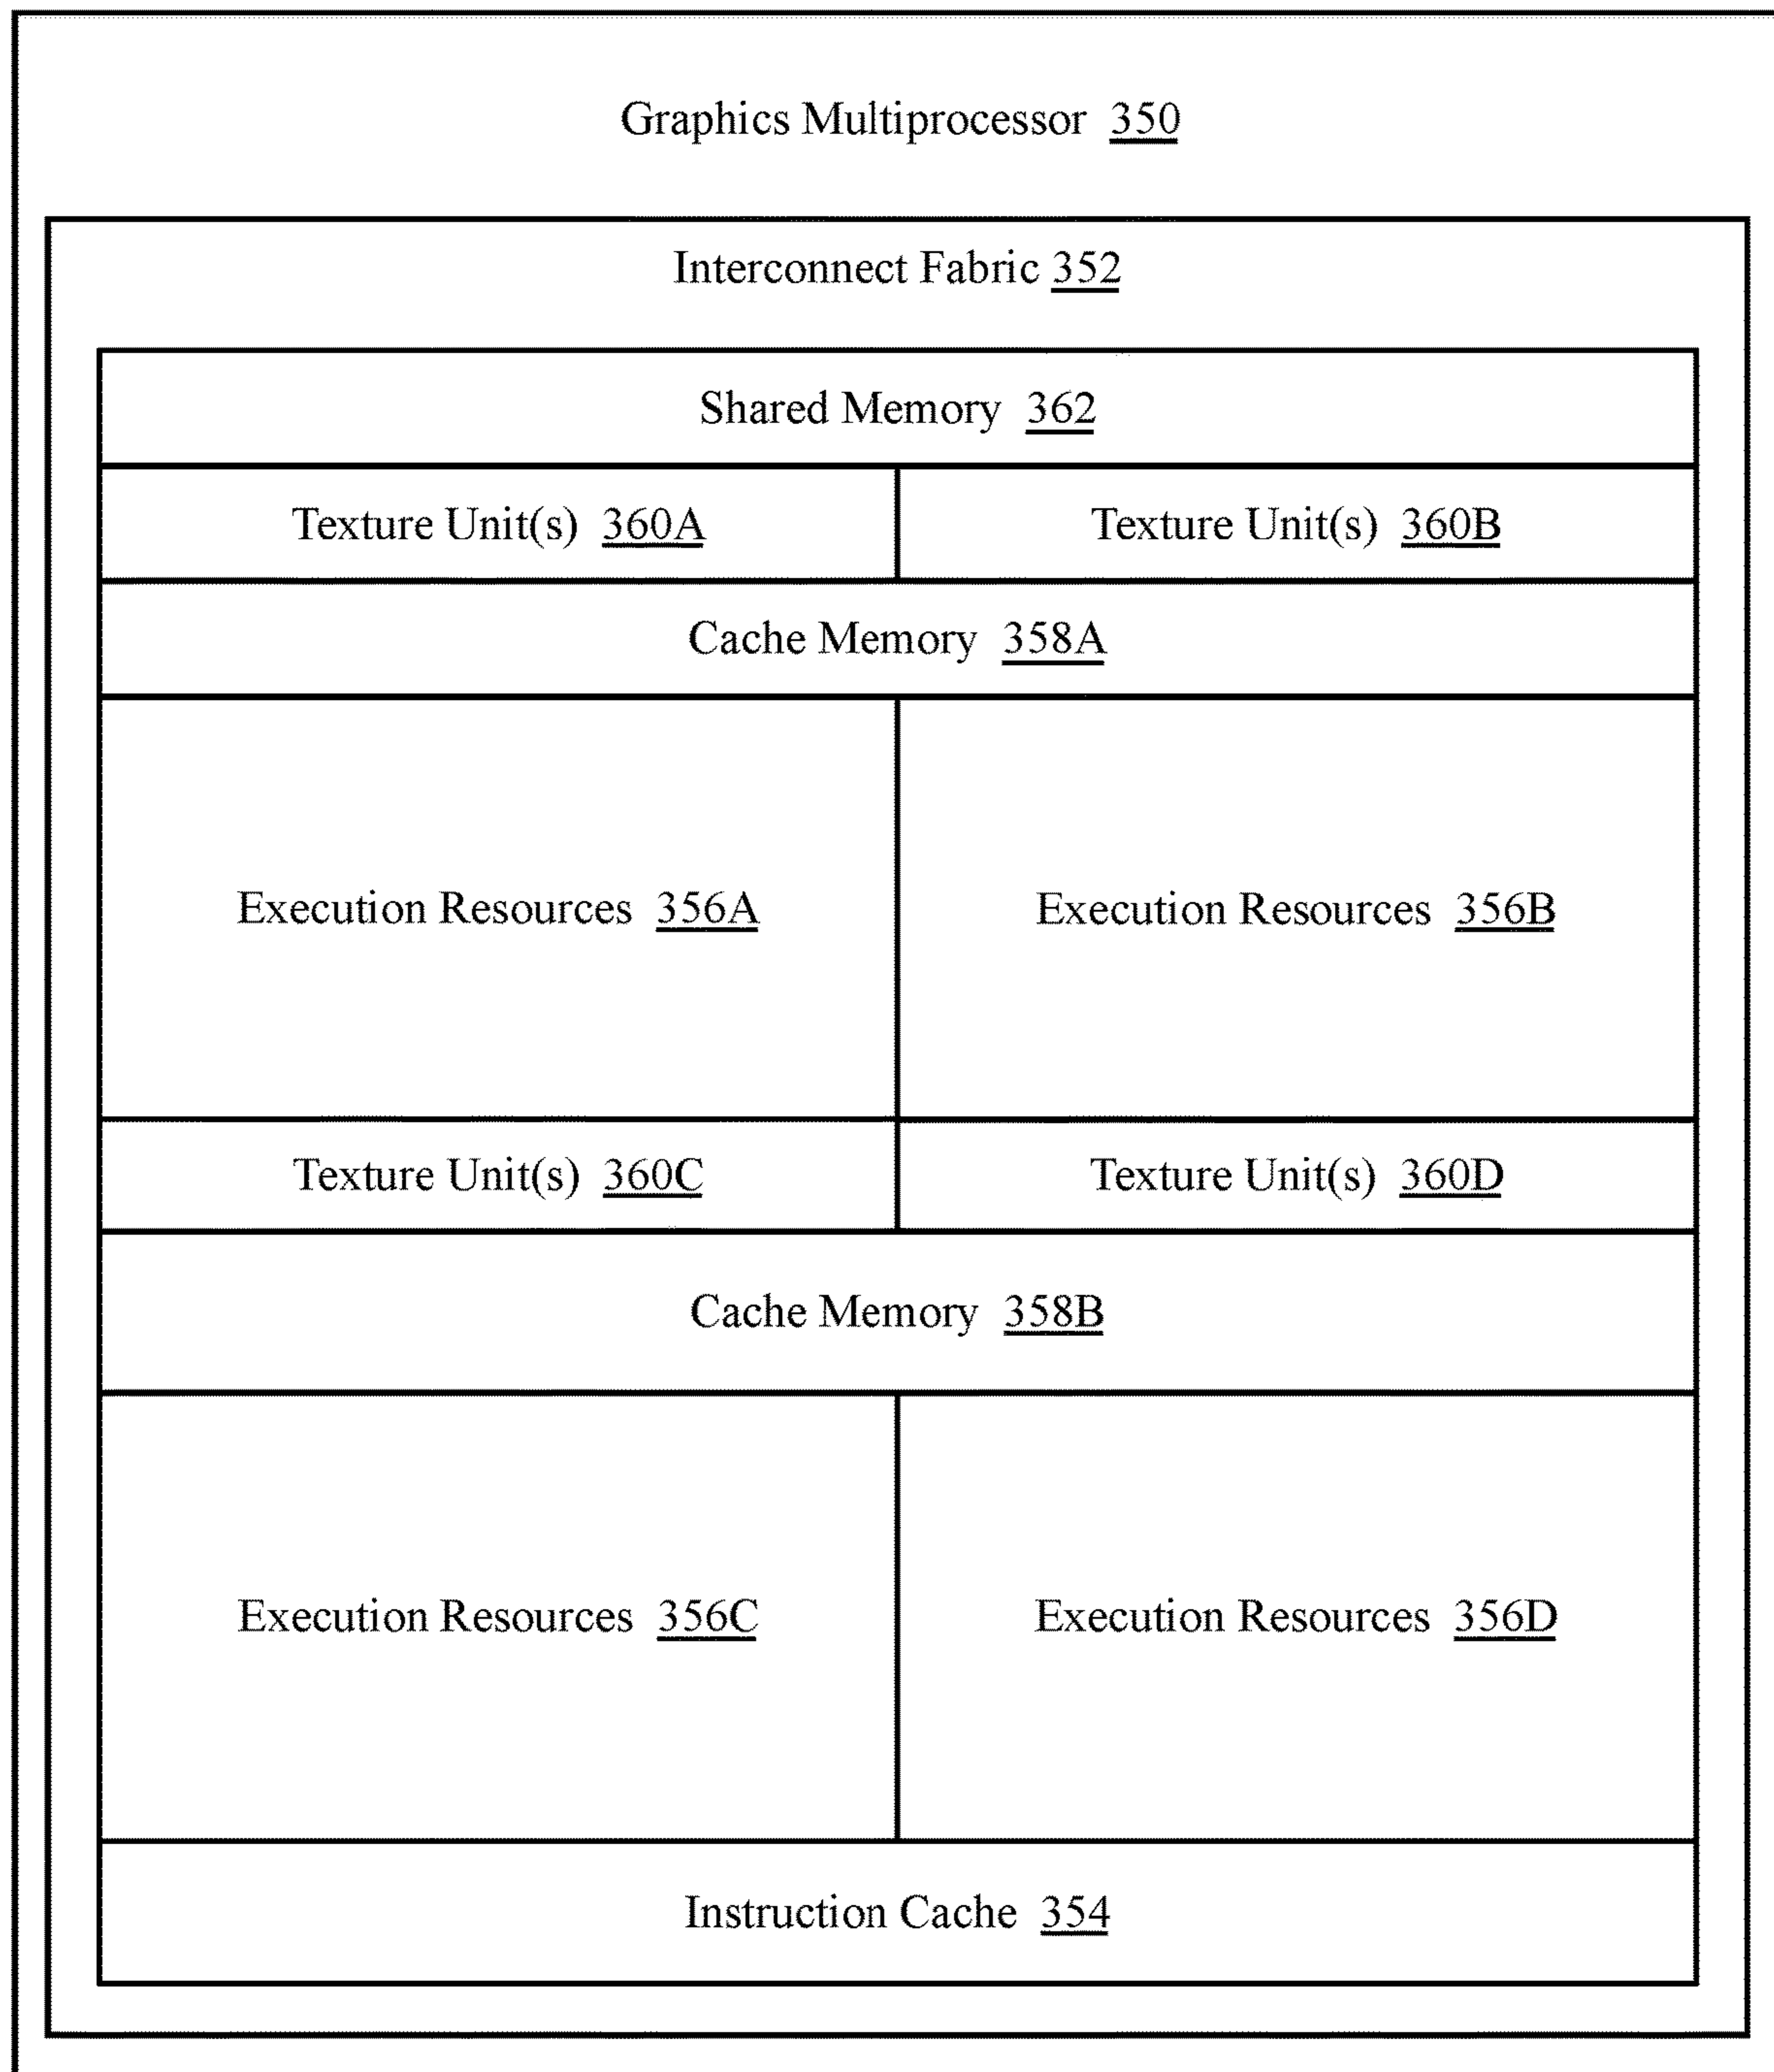 Graphics Multiprocessor 350
Interconnect Fabric 352
Shared Memory 362
Texture Unit(s) 360A
Texture Unit(s) 360B
Cache Memory 358A
Execution Resources 356A
Execution Resources 356B
Texture Unit(s) 360C
Texture Unit(s) 360D
Cache Memory 358B
Execution Resources 356C
Execution Resources 356D
Instruction Cache 354